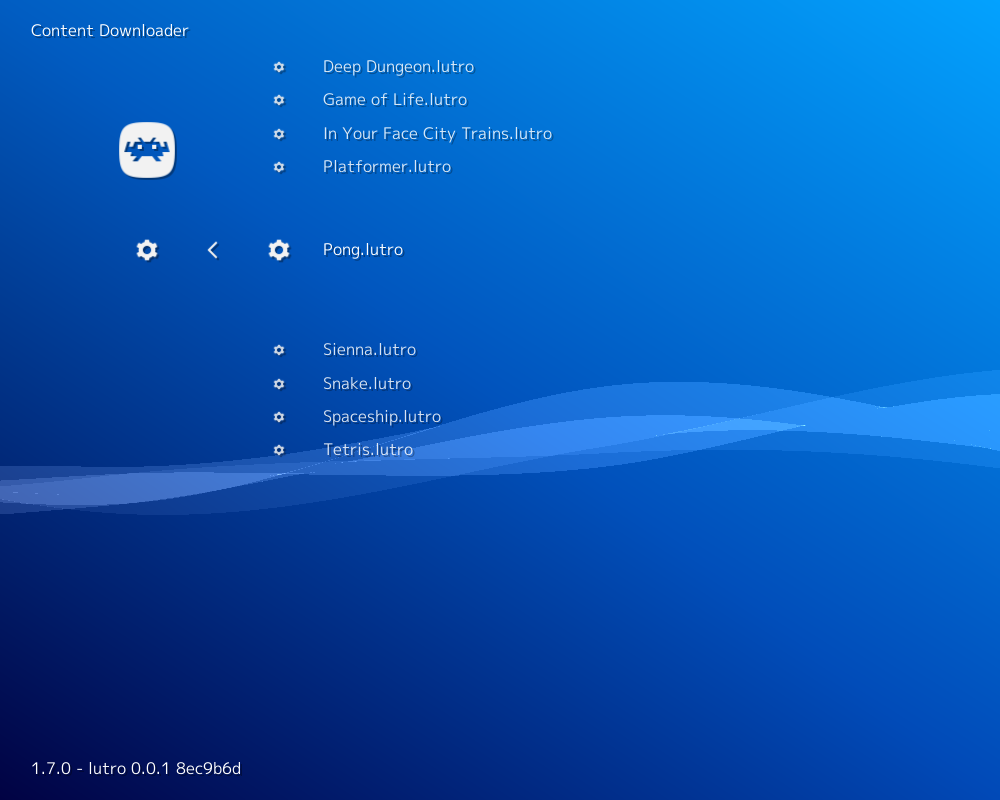 Content Downloader
Deep Dungeon.lutro
Game of Life.lutro
In Your Face City Trains.lutro
Platformer.lutro
Pong.lutro
Sienna.lutro
Snake.lutro
Spaceship.lutro
Tetris.lutro
1.7.0 - lutro 0.0.1 8ec9b6d